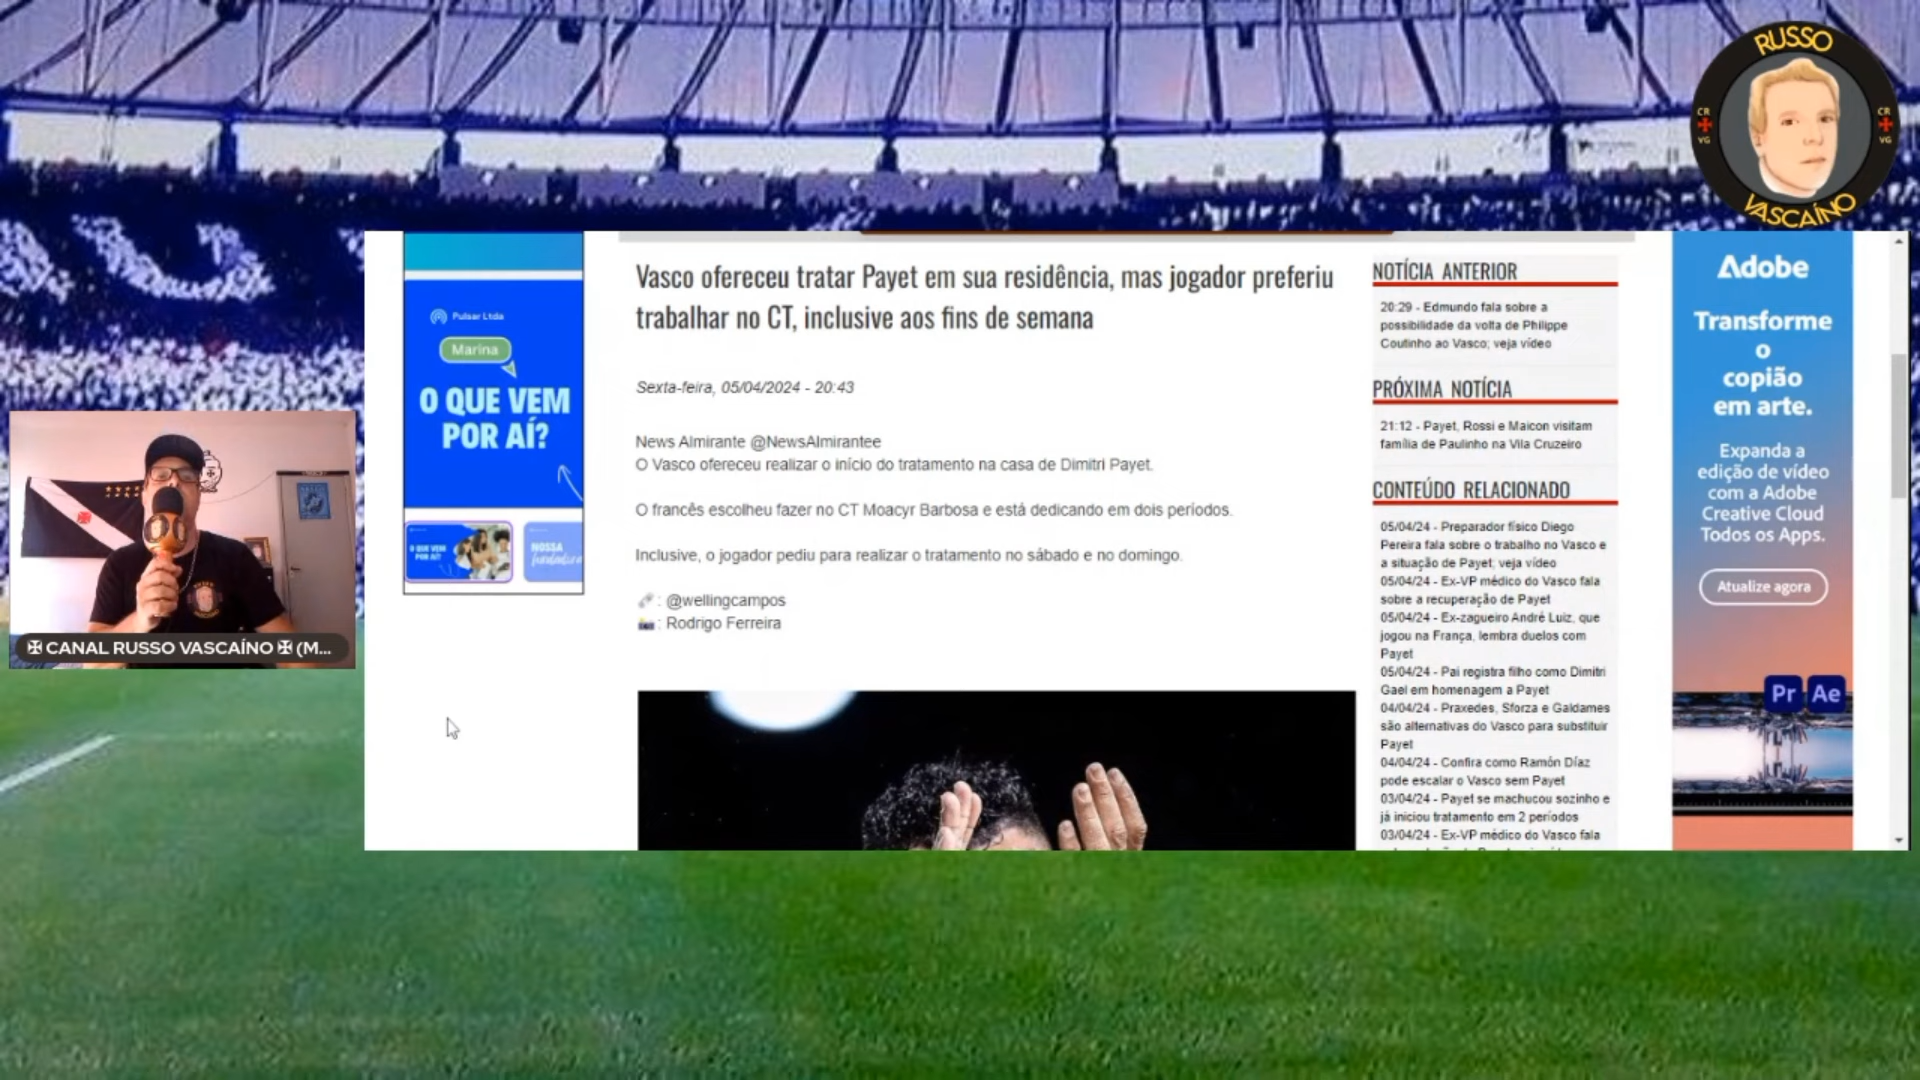 RUSSO
VASCAÍNO
CR
VG
CR
VG
Pulsar Ltda
Marina
O QUE VEM
POR AÍ?
O QUE VEM
POR AÍ?
NOSSA
CANAL RUSSO VASCAÍNO ✠ (M...
Vasco ofereceu tratar Payet em sua residência, mas jogador preferiu
trabalhar no CT, inclusive aos fins de semana
Sexta-feira, 05/04/2024 - 20:43
News Almirante @NewsAlmirantee
O Vasco ofereceu realizar o início do tratamento na casa de Dimitri Payet.
O francês escolheu fazer no CT Moacyr Barbosa e está dedicando em dois períodos.
Inclusive, o jogador pediu para realizar o tratamento no sábado e no domingo.
: @wellingcampos
: Rodrigo Ferreira
NOTÍCIA ANTERIOR
20:29 - Edmundo fala sobre a
possibilidade da volta de Philippe
Coutinho ao Vasco; veja vídeo
PRÓXIMA NOTÍCIA
21:12 - Payet, Rossi e Maicon visitam
família de Paulinho na Vila Cruzeiro
CONTEÚDO RELACIONADO
05/04/24 - Preparador físico Diego
Pereira fala sobre o trabalho no Vasco e
a situação de Payet; veja vídeo
05/04/24 - Ex-VP médico do Vasco fala
sobre a recuperação de Payet
05/04/24 - Ex-zagueiro André Luiz, que
jogou na França, lembra duelos com
Payet
05/04/24 - Pai registra filho como Dimitri
Gael em homenagem a Payet
04/04/24 - Praxedes, Sforza e Galdames
são alternativas do Vasco para substituir
Payet
04/04/24 - Confira como Ramón Díaz
pode escalar o Vasco sem Payet
03/04/24 - Payet se machucou sozinho e
já iniciou tratamento em 2 períodos
03/04/24 - Ex-VP médico do Vasco fala
Adobe
Transforme
o
copião
em arte.
Expanda a
edição de vídeo
com a Adobe
Creative Cloud
Todos os Apps.
Atualize agora
Pr Ae